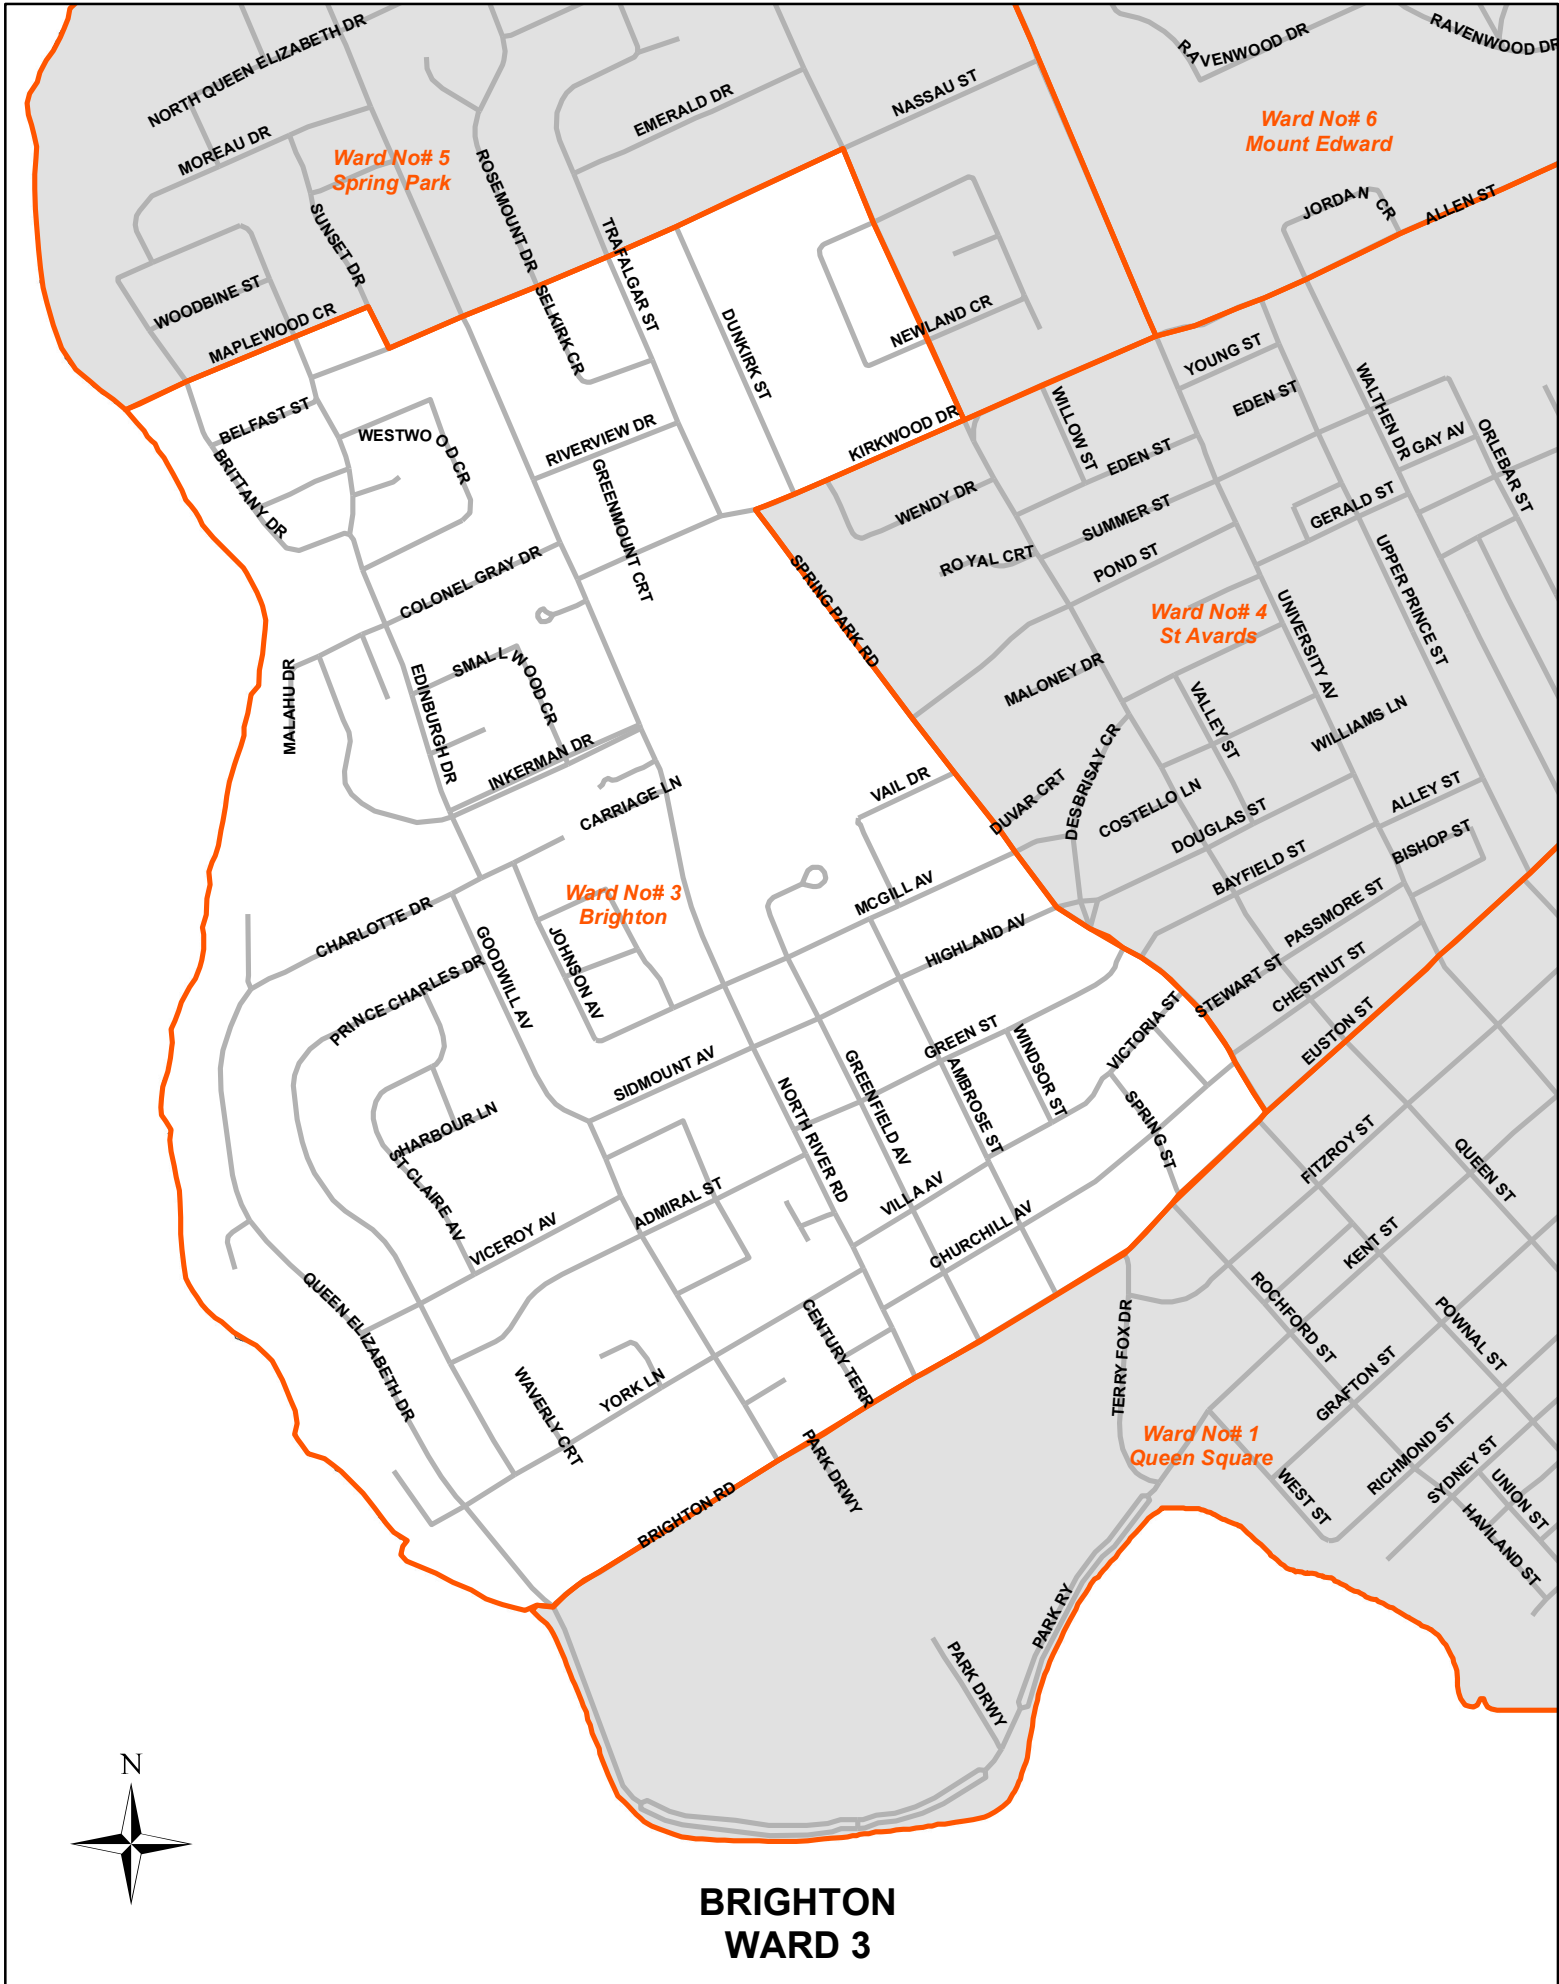 NORTH QUEEN ELIZABETH DR
RAVENWOOD DR
RAVENWOOD DR
NASSAU ST
EMERALD DR
MOREAU DR
Ward No# 6
Mount Edward
Ward No# 5
Spring Park
ROSEMOUNT DR
SUNSET DR
JORDAN CR
ALLEN ST
TRAFALGAR ST
WOODBINE ST
MAPLEWOOD CR
SELKIRK CR
DUNKIRK ST
NEWLAND CR
YOUNG ST
EDEN ST
WALTHEN DR
WILLOW ST
BELFAST ST
WESTWOOD CR
RIVERVIEW DR
KIRKWOOD DR
GAY AV
ORLEBAR ST
EDEN ST
BRITTANY DR
GREENMOUNT CRT
WENDY DR
SUMMER ST
GERALD ST
COLONEL GRAY DR
ROYAL CRT
POND ST
UPPER PRINCE ST
SPRING PARK RD
Ward No# 4
St Avards
UNIVERSITY AV
MALAHU DR
EDINBURGH DR
SMALLWOOD CR
MALONEY DR
VALLEY ST
WILLIAMS LN
INKERMAN DR
CARRIAGE LN
VAIL DR
DUVAR CRT
DESBRISAY CR
COSTELLO LN
DOUGLAS ST
ALLEY ST
BISHOP ST
BAYFIELD ST
Ward No# 3
Brighton
MCGILL AV
CHARLOTTE DR
GOODWILL AV
JOHNSON AV
HIGHLAND AV
PASSMORE ST
PRINCE CHARLES DR
STEWART ST
CHESTNUT ST
EUSTON ST
VICTORIA ST
GREEN ST
WINDSOR ST
SIDMOUNT AV
GREENFIELD AV
AMBROSE ST
NORTH RIVER RD
SPRING ST
HARBOUR LN
ST CLAIRE AV
FITZROY ST
QUEEN ST
ADMIRAL ST
VILLA AV
VICEROY AV
CHURCHILL AV
KENT ST
QUEEN ELIZABETH DR
ROCHFORD ST
POWNAL ST
CENTURY TERR
TERRY FOX DR
WAVERLY CRT
YORK LN
GRAFTON ST
Ward No# 1
Queen Square
RICHMOND ST
SYDNEY ST
UNION ST
WEST ST
HAVILAND ST
PARK DRWY
BRIGHTON RD
PARK RY
PARK DRWY
N
BRIGHTON
WARD 3